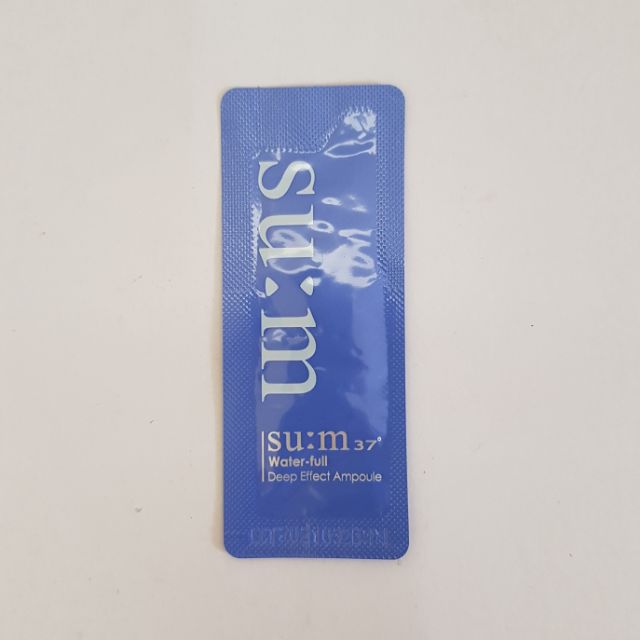 su:m
su:m 37°
Water-full
Deep Effect Ampoule